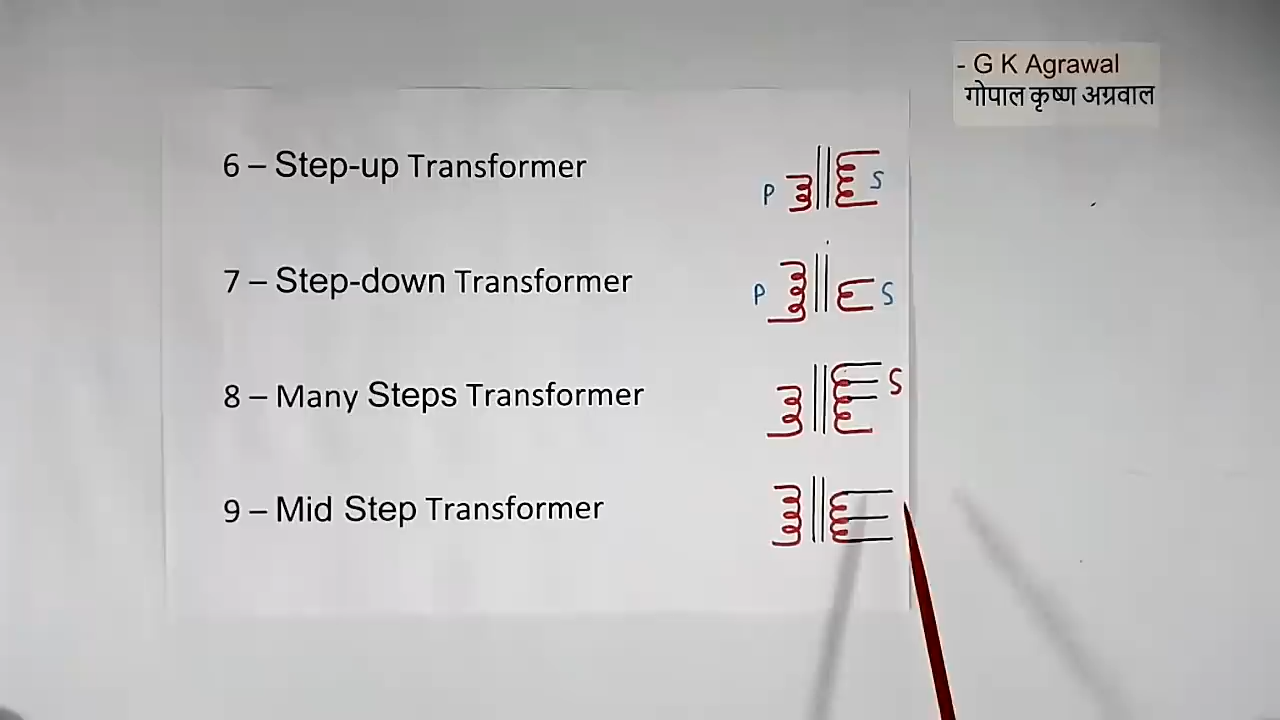 - G K Agrawal
गोपाल कृष्ण अग्रवाल
6 – Step-up Transformer
P S
7 – Step-down Transformer
P S
8 – Many Steps Transformer
S
9 – Mid Step Transformer